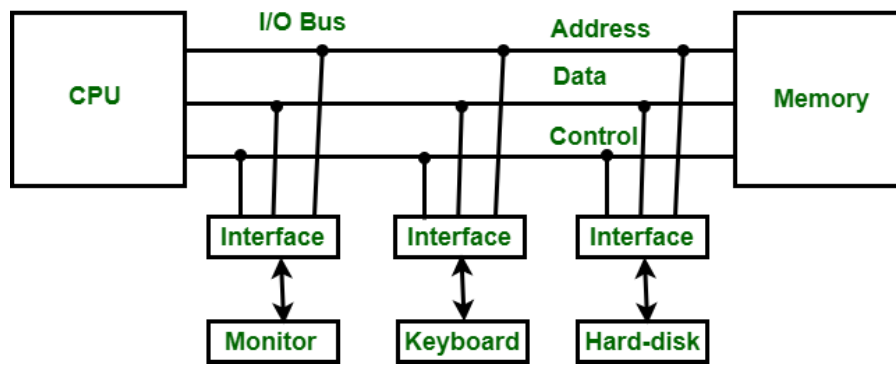 I/O Bus
Address
CPU
Data
Memory
Control
Interface
Interface
Interface
Monitor
Keyboard
Hard-disk